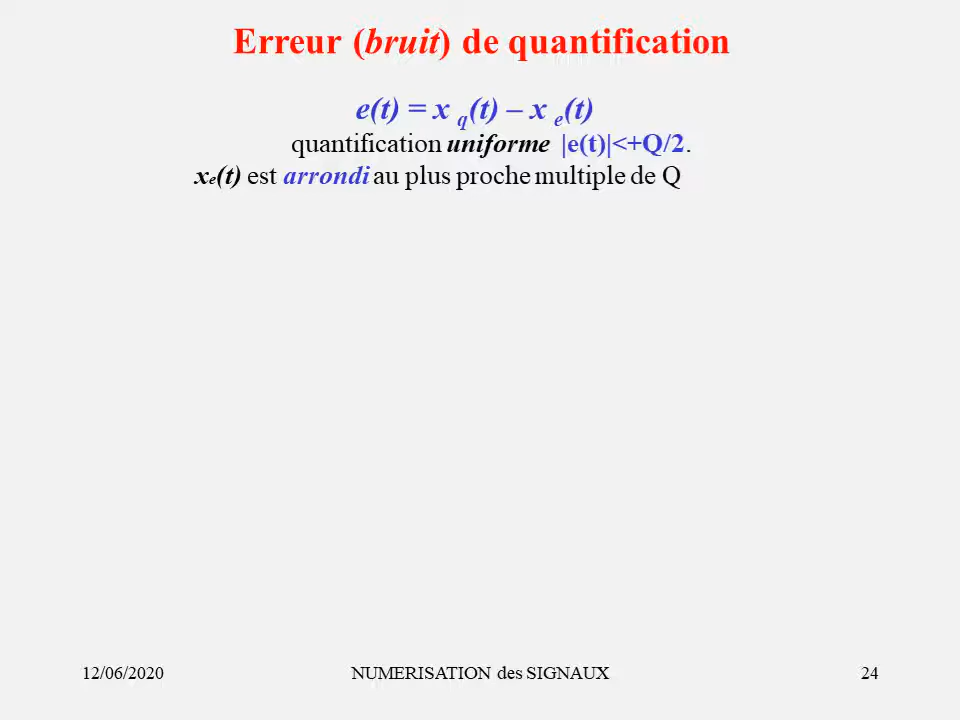 Erreur (bruit) de quantification
e(t) = x q(t) – x e(t)
quantification uniforme |e(t)|<+Q/2.
xe(t) est arrondi au plus proche multiple de Q
12/06/2020 NUMERISATION des SIGNAUX 24